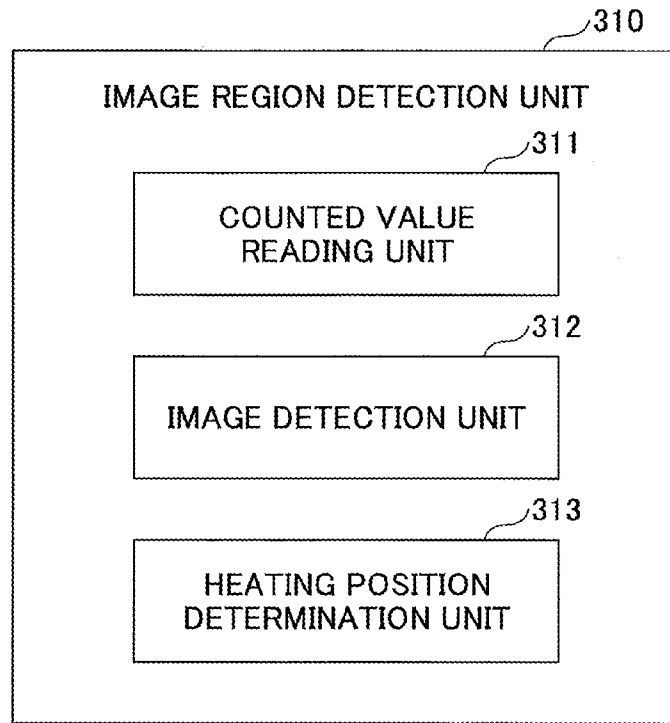 310
IMAGE REGION DETECTION UNIT
311
COUNTED VALUE
READING UNIT
312
IMAGE DETECTION UNIT
313
HEATING POSITION
DETERMINATION UNIT